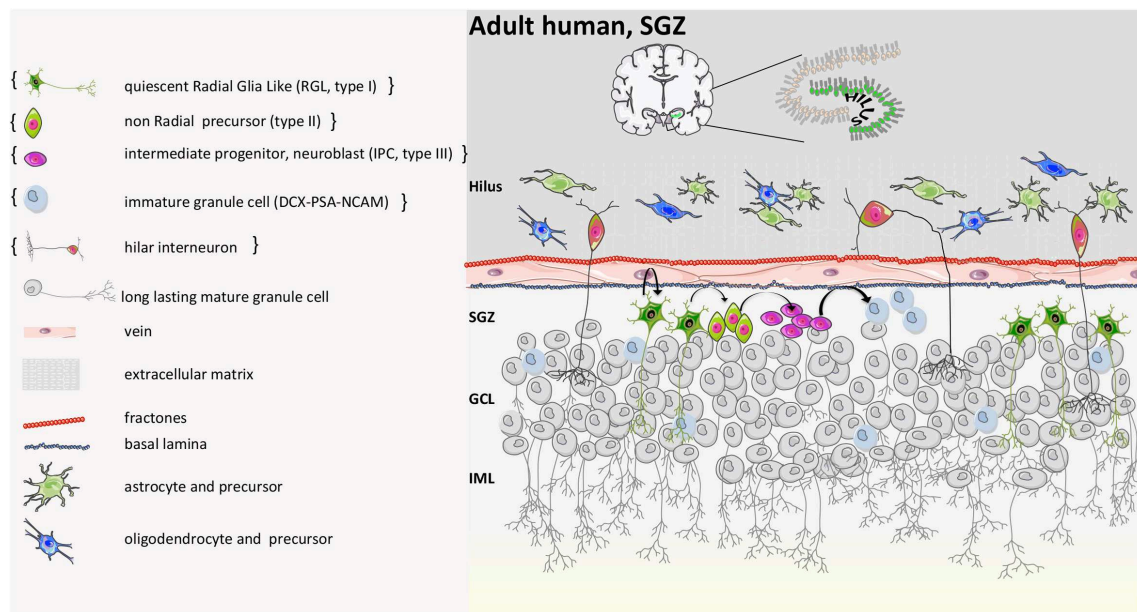 Adult human, SGZ
{ quiescent Radial Glia Like (RGL, type I) }
{ non Radial precursor (type II) }
{ intermediate progenitor, neuroblast (IPC, type III) }
{ immature granule cell (DCX-PSA-NCAM) }
{ hilar interneuron }
long lasting mature granule cell
vein
extracellular matrix
fractones
basal lamina
astrocyte and precursor
oligodendrocyte and precursor
HILUS
Hilus
SGZ
GCL
IML